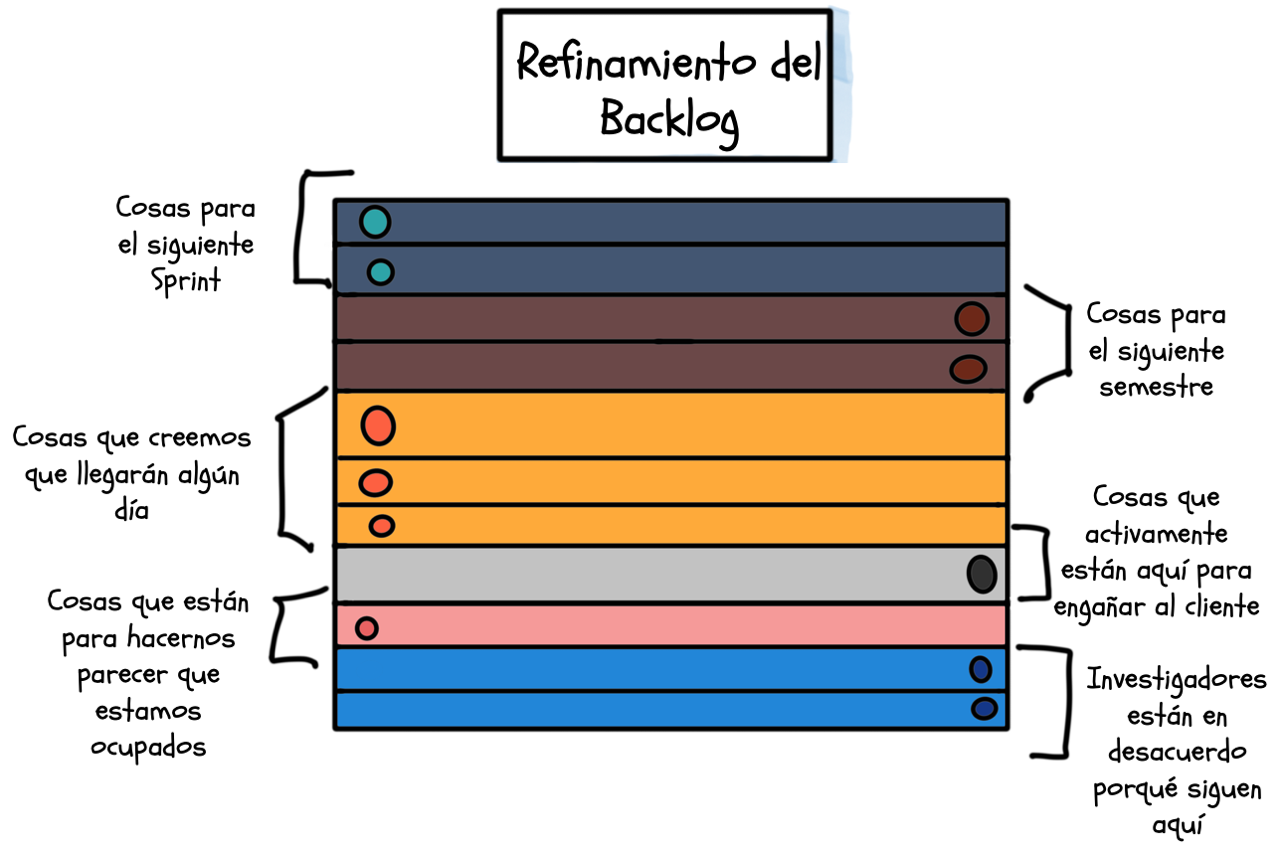 Refinamiento del
Backlog
Cosas para
el siguiente
Sprint
Cosas para
el siguiente
semestre
Cosas que creemos
que llegarán algún
día
Cosas que
activamente
están aquí para
engañar al cliente
Cosas que están
para hacernos
parecer que
estamos
ocupados
Investigadores
están en
desacuerdo
porqué siguen
aquí